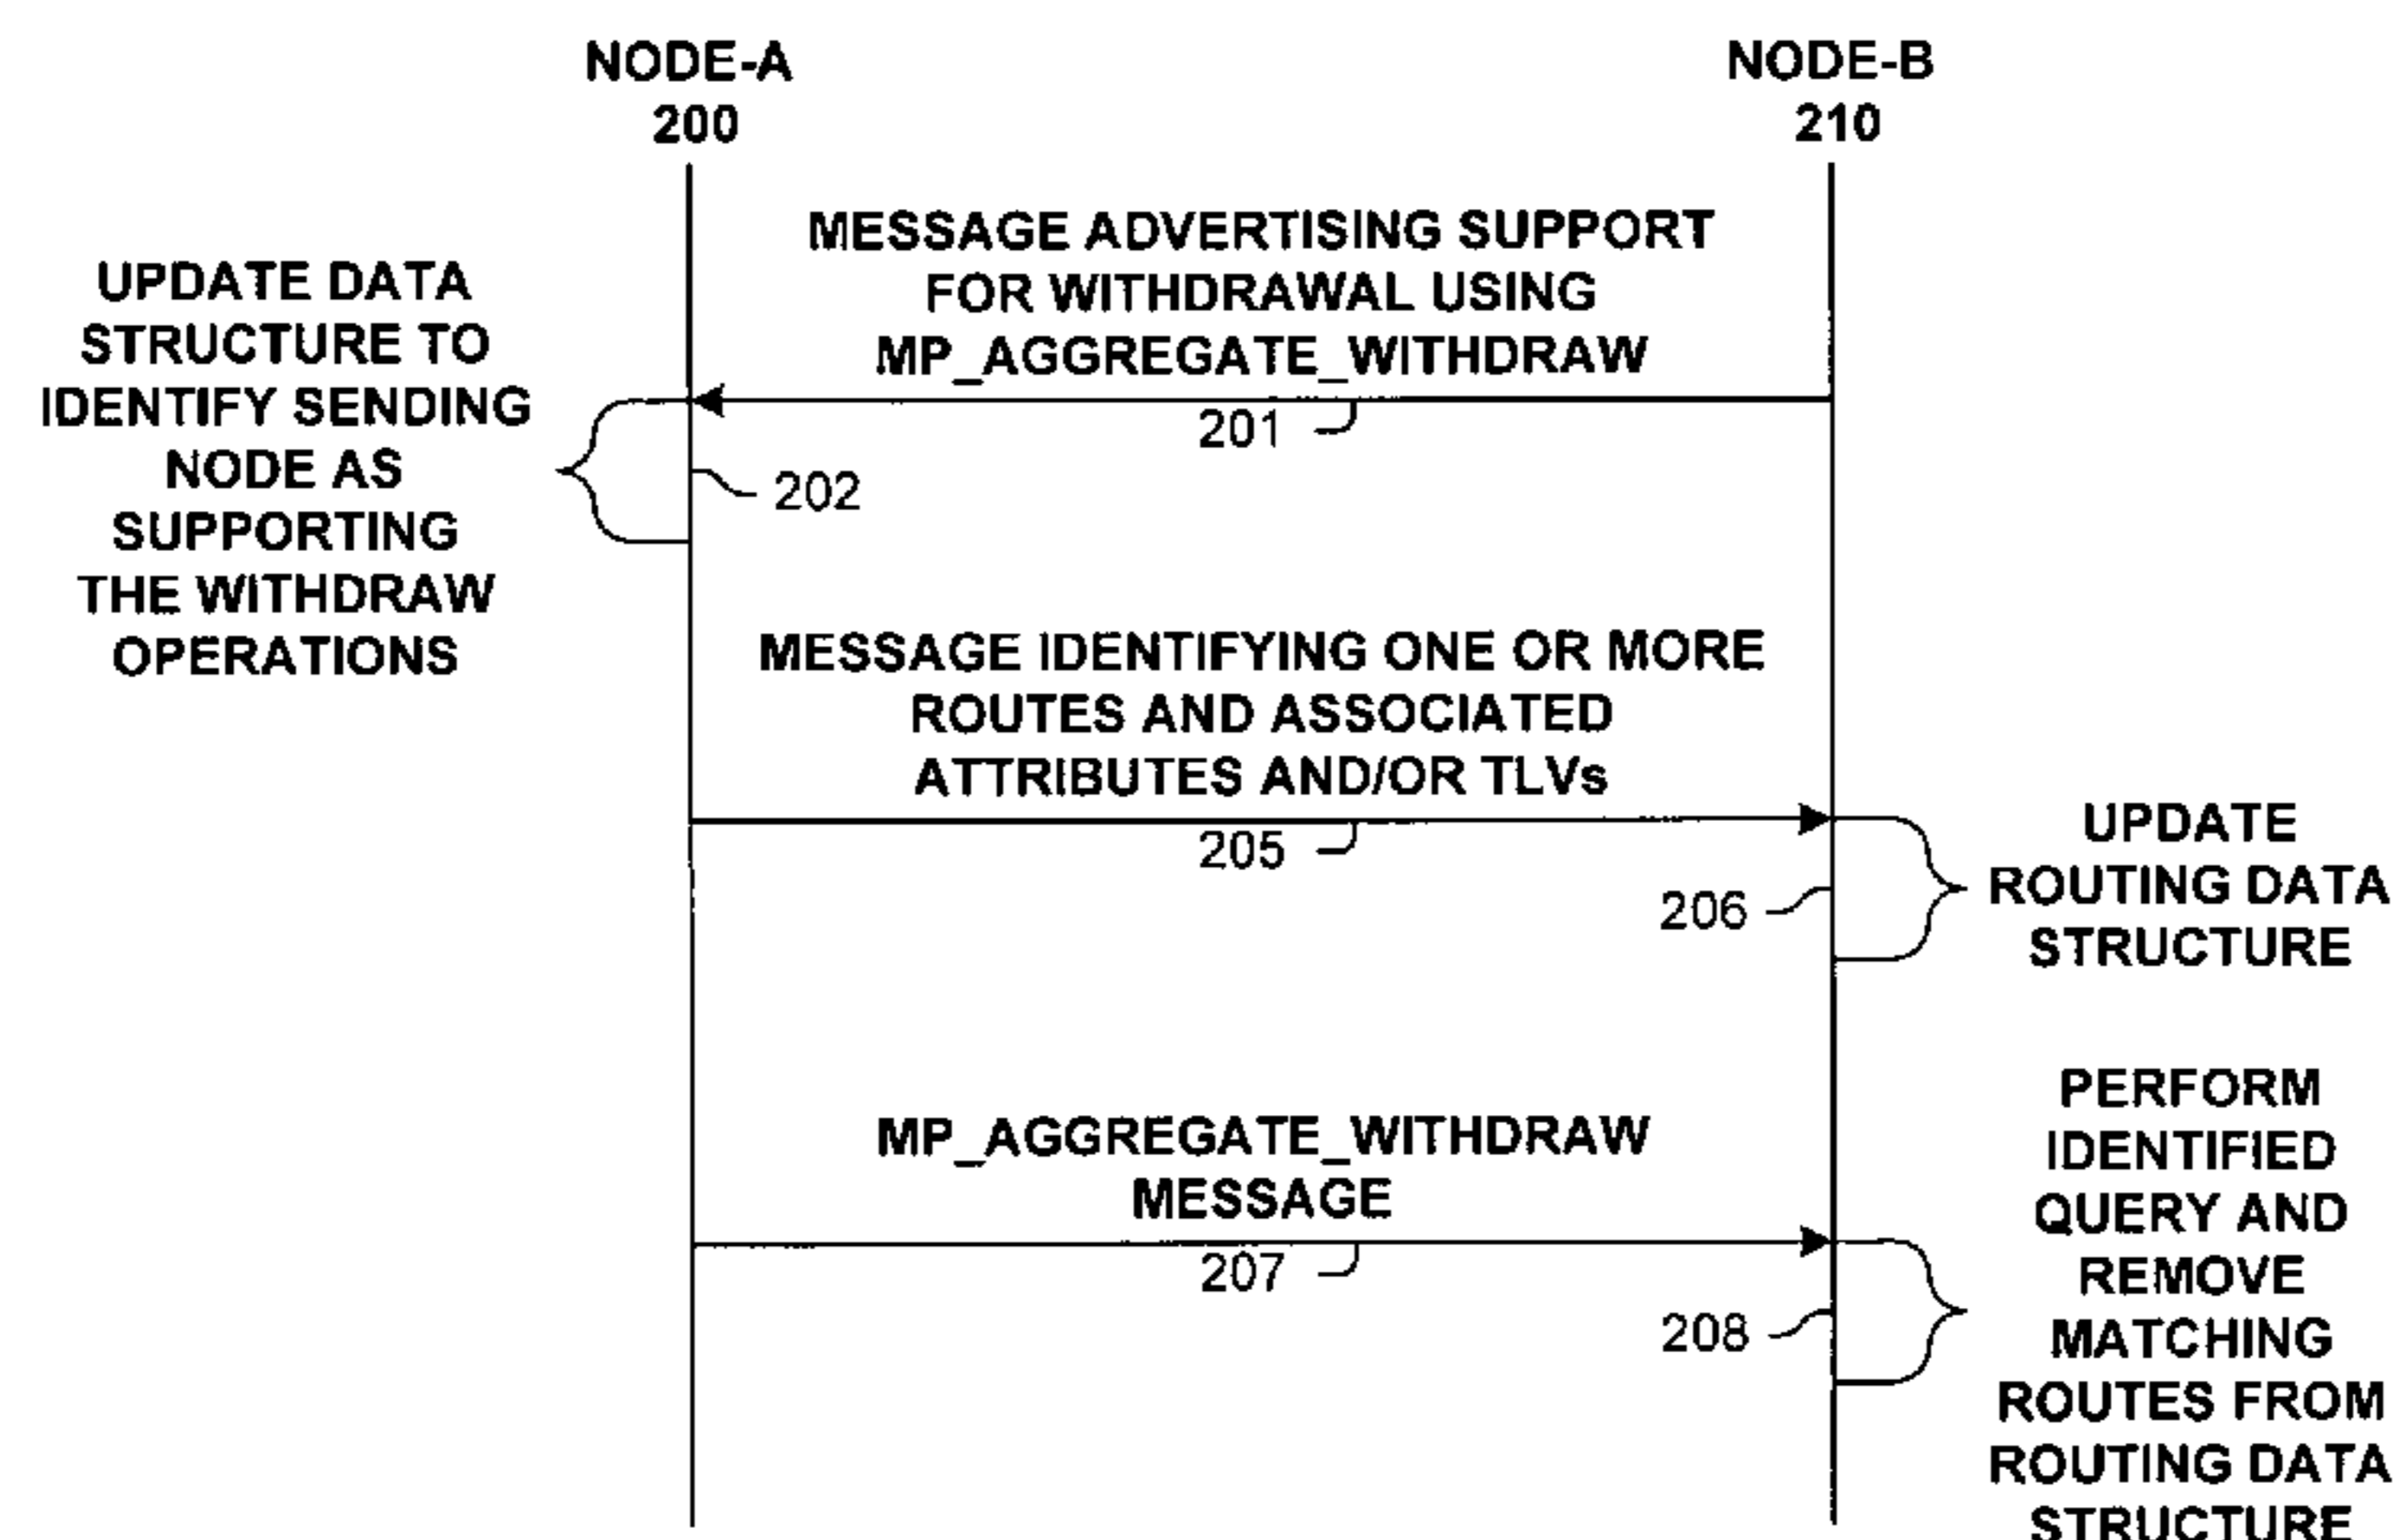 NODE-A
200
NODE-B
210
MESSAGE ADVERTISING SUPPORT
FOR WITHDRAWAL USING
MP_AGGREGATE_WITHDRAW
201
UPDATE DATA
STRUCTURE TO
IDENTIFY SENDING
NODE AS
SUPPORTING
THE WITHDRAW
OPERATIONS
202
MESSAGE IDENTIFYING ONE OR MORE
ROUTES AND ASSOCIATED
ATTRIBUTES AND/OR TLVs
205
206
UPDATE
ROUTING DATA
STRUCTURE
MP_AGGREGATE_WITHDRAW
MESSAGE
207
208
PERFORM
IDENTIFIED
QUERY AND
REMOVE
MATCHING
ROUTES FROM
ROUTING DATA
STRUCTURE